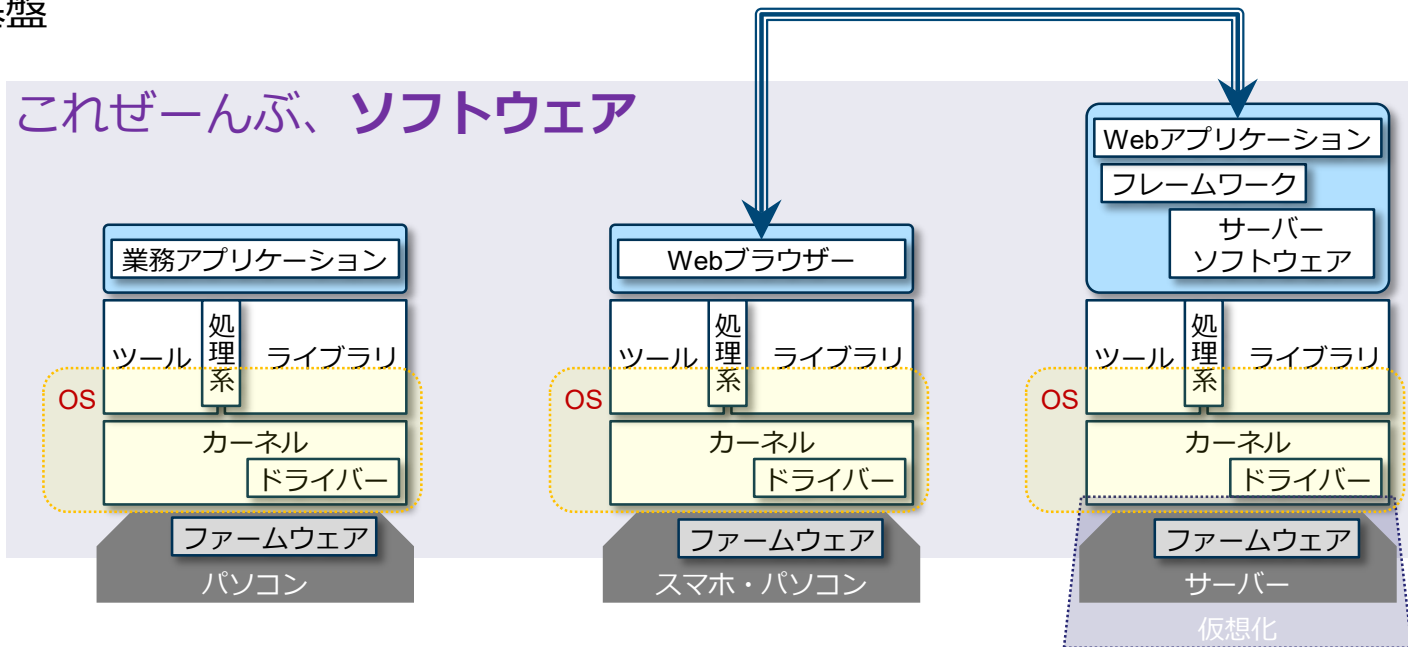 盤
これぜーんぶ、ソフトウェア
業務アプリケーション
ツール
処理系
ライブラリ
OS
カーネル
ドライバー
ファームウェア
パソコン
Webブラウザー
ツール
処理系
ライブラリ
OS
カーネル
ドライバー
ファームウェア
スマホ・パソコン
Webアプリケーション
フレームワーク
サーバー
ソフトウェア
ツール
処理系
ライブラリ
OS
カーネル
ドライバー
ファームウェア
サーバー
仮想化